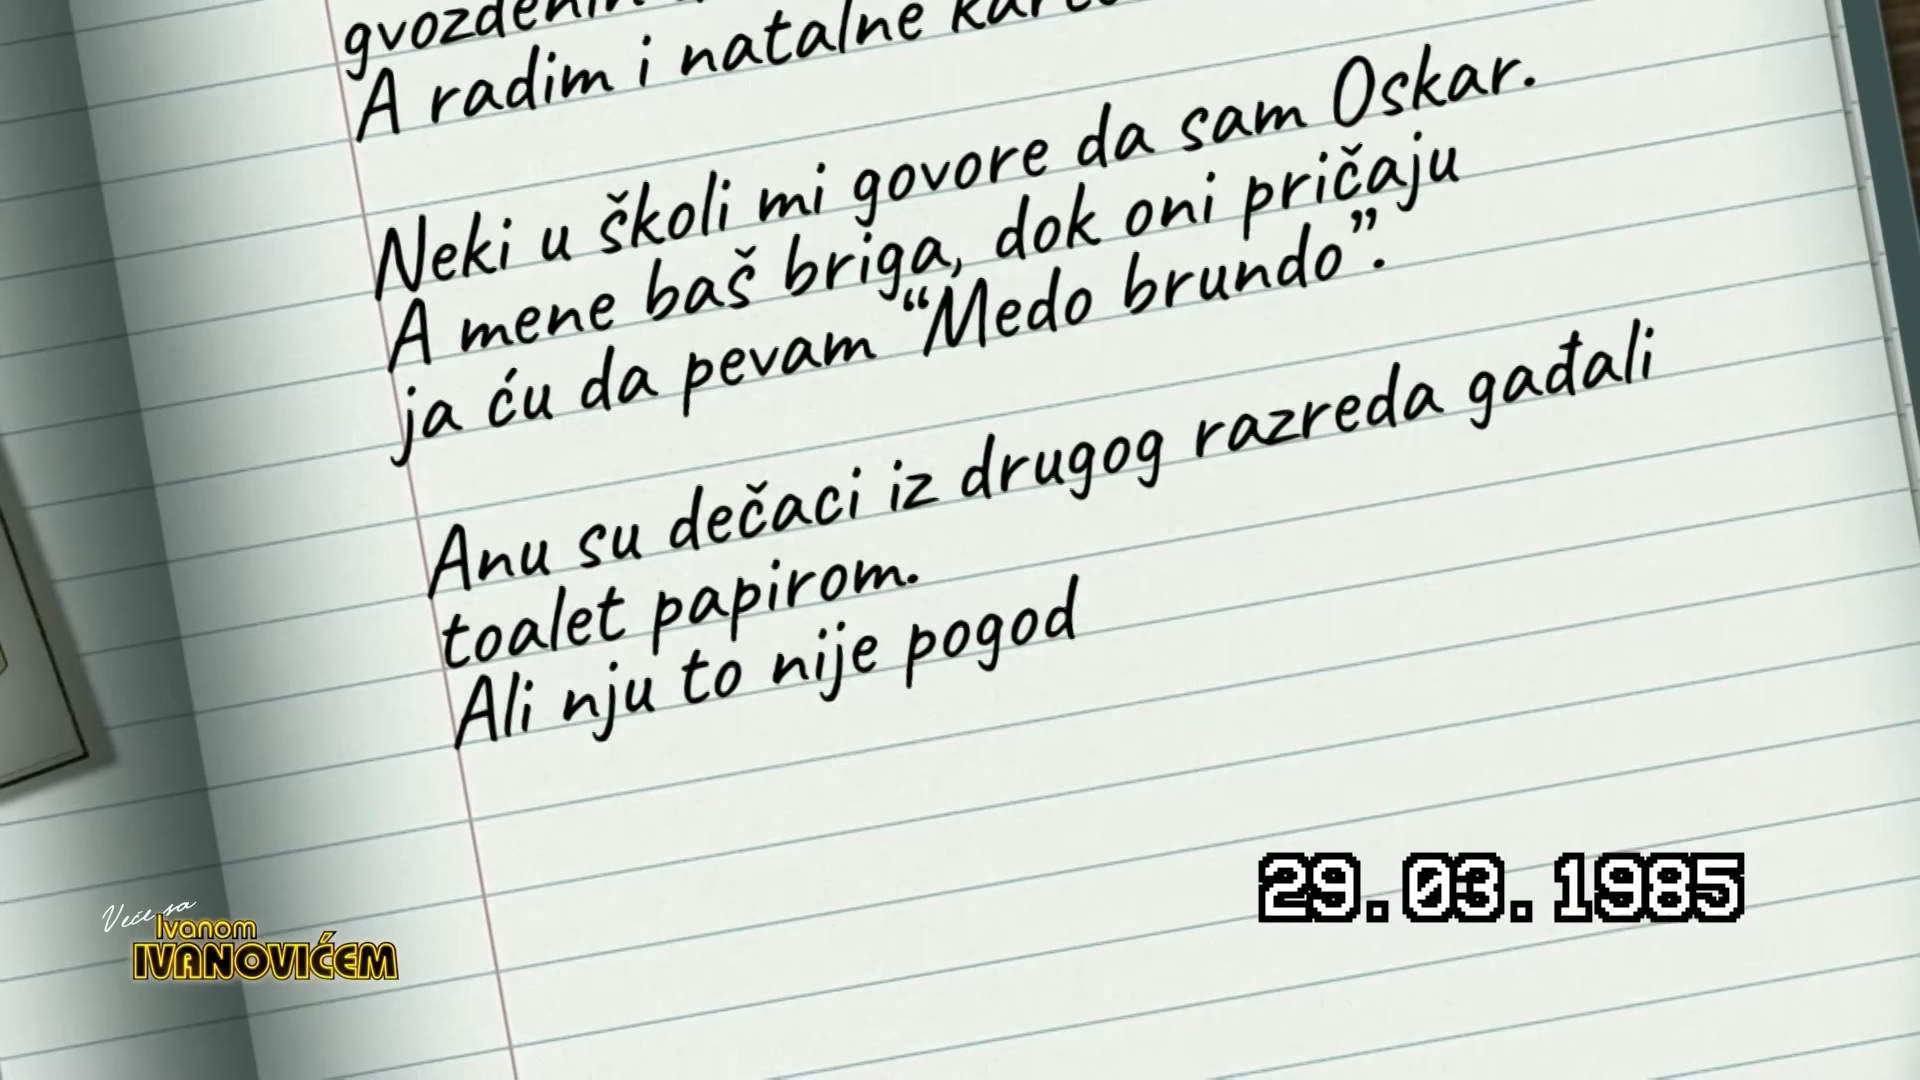 gvozdenih
A radim i natalne
Neki u školi mi govore da sam Oskar.
A mene baš briga, dok oni pričaju
ja ću da pevam “Medo brundo”.
Anu su dečaci iz drugog razreda gađali
toalet papirom.
Ali nju to nije pogod
29.03.1985
Veče sa
Ivanom
IVANOVIĆEM